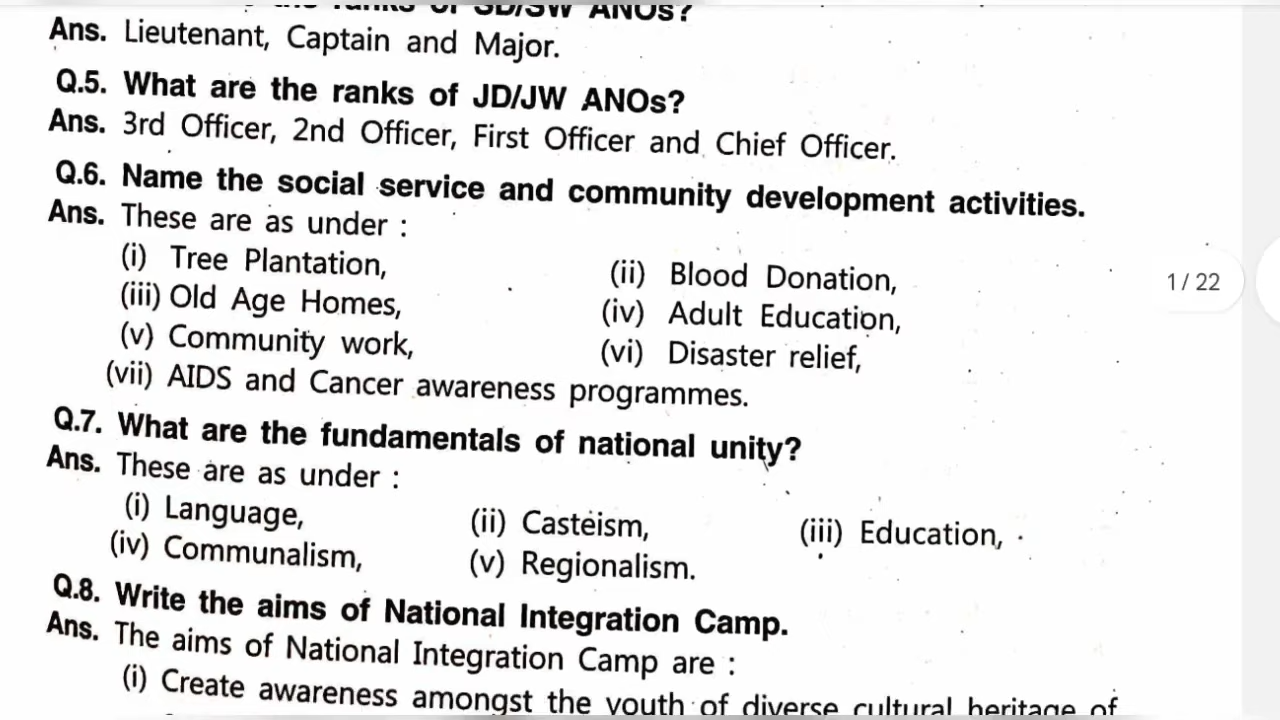 ranks of SD/SW ANOs?
Ans. Lieutenant, Captain and Major.
Q.5. What are the ranks of JD/JW ANOs?
Ans. 3rd Officer, 2nd Officer, First Officer and Chief Officer.
Q.6. Name the social service and community development activities.
Ans. These are as under :
(i) Tree Plantation, (ii) Blood Donation,
(iii) Old Age Homes, (iv) Adult Education,
(v) Community work, (vi) Disaster relief,
(vii) AIDS and Cancer awareness programmes.
1 / 22
Q.7. What are the fundamentals of national unity?
Ans. These are as under :
(i) Language, (ii) Casteism, (iii) Education,
(iv) Communalism, (v) Regionalism.
Q.8. Write the aims of National Integration Camp.
Ans. The aims of National Integration Camp are :
(i) Create awareness amongst the youth of diverse cultural heritage of